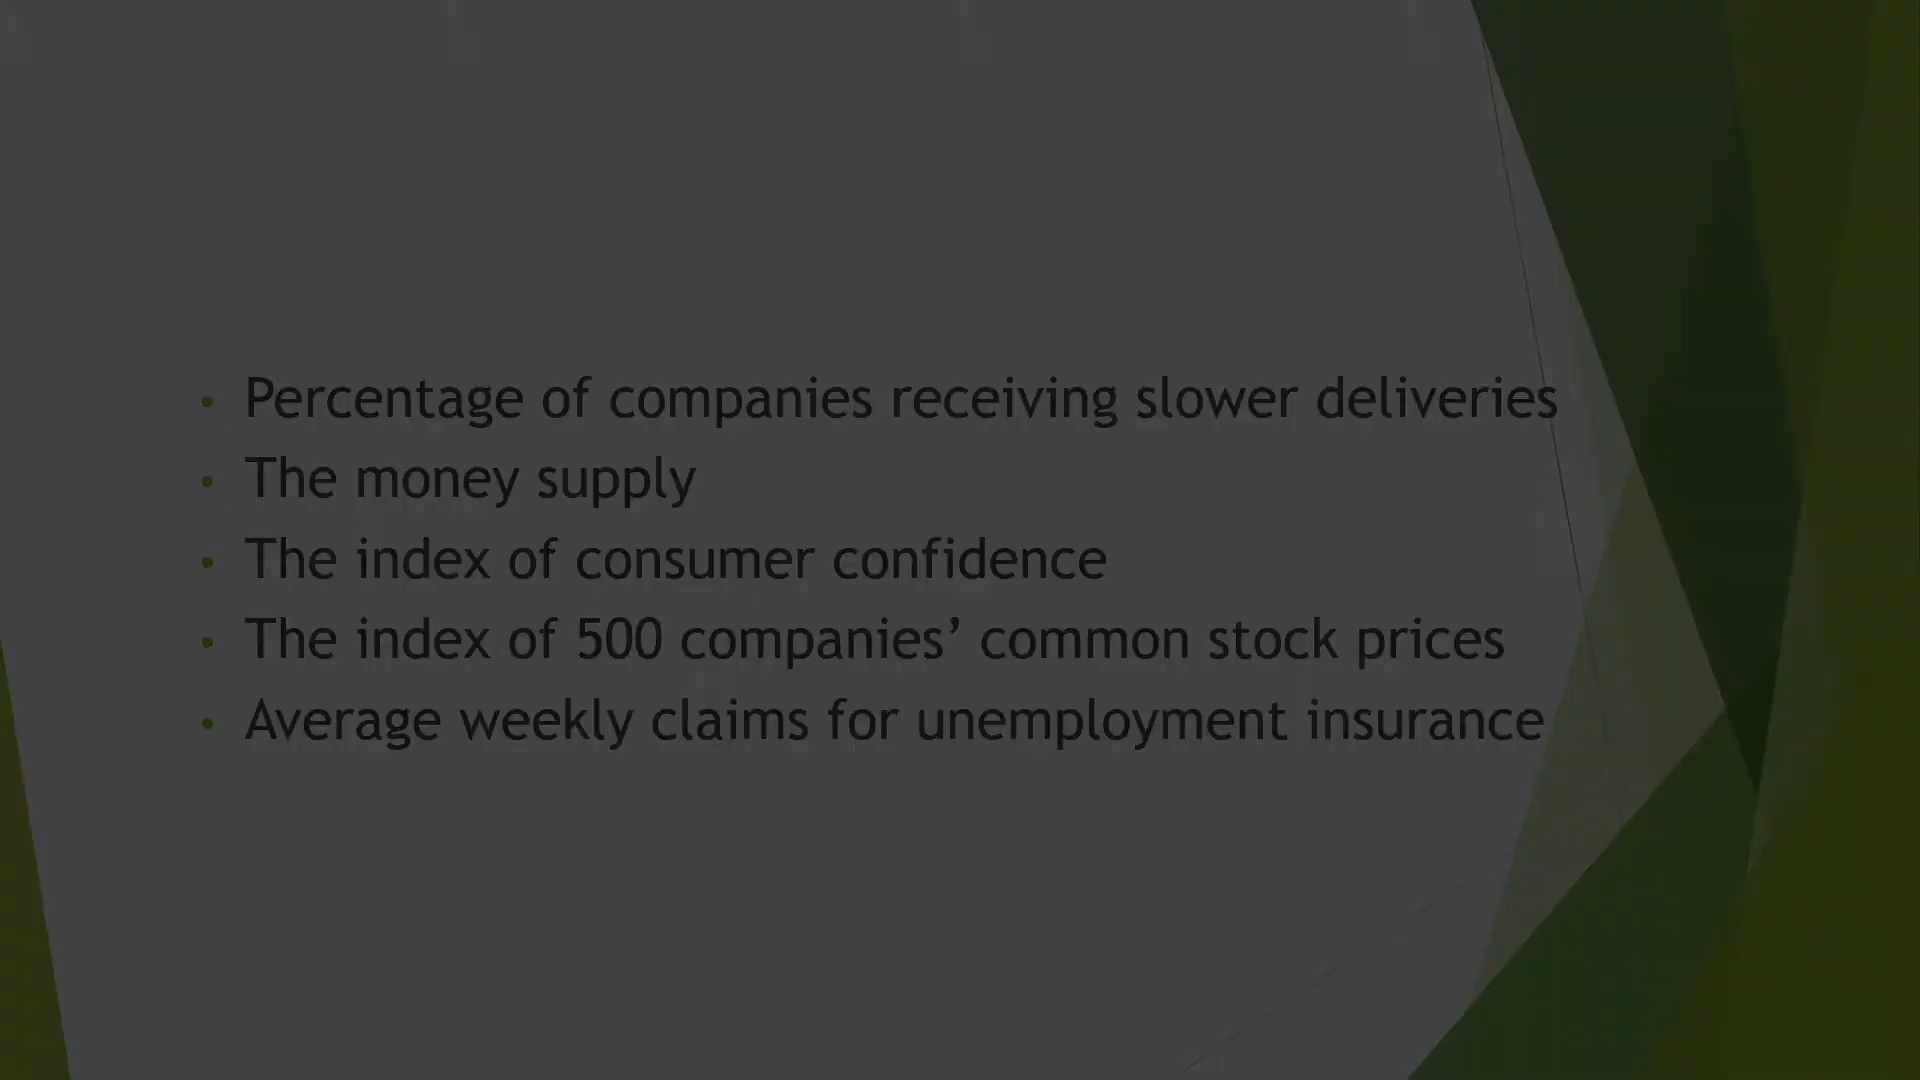 • Percentage of companies receiving slower deliveries
• The money supply
• The index of consumer confidence
• The index of 500 companies’ common stock prices
• Average weekly claims for unemployment insurance